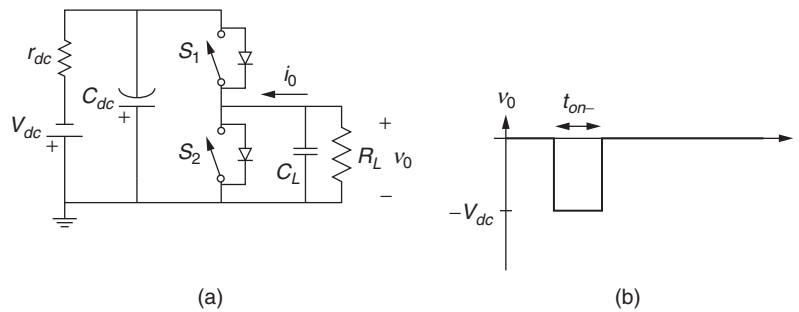 r_dc
V_dc
+
C_dc
+
S_1
S_2
i_0
C_L
R_L
+
v_0
−
(a)
v_0
t_on−
−V_dc
(b)